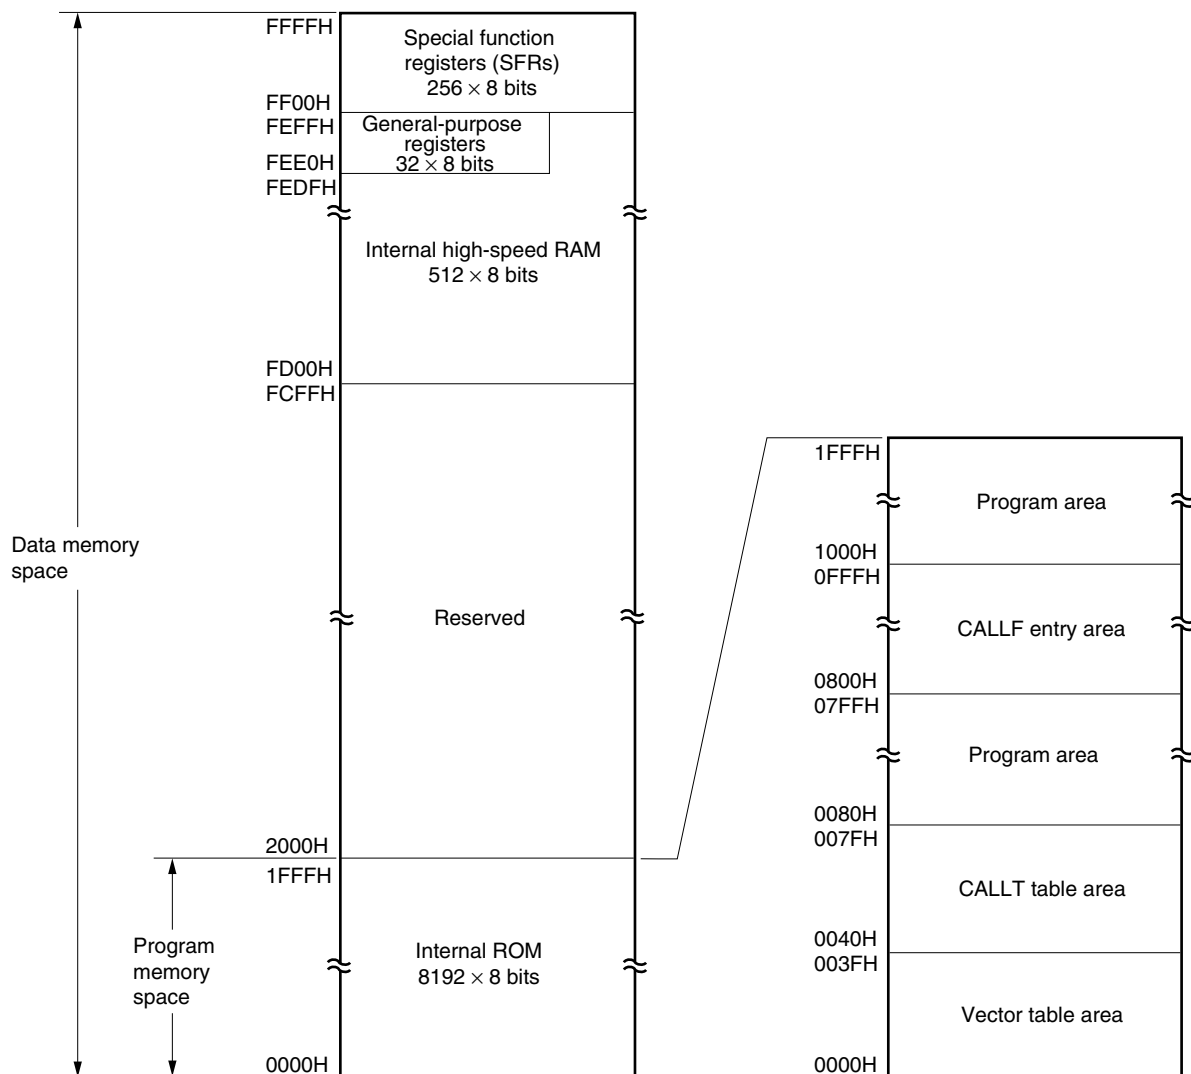 FFFFH
Special function
registers (SFRs)
256 × 8 bits
FF00H
FEFFH
General-purpose
registers
32 × 8 bits
FEE0H
FEDFH
Internal high-speed RAM
512 × 8 bits
FD00H
FCFFH
Data memory
space
Reserved
2000H
1FFFH
Program
memory
space
Internal ROM
8192 × 8 bits
0000H
1FFFH
Program area
1000H
0FFFH
CALLF entry area
0800H
07FFH
Program area
0080H
007FH
CALLT table area
0040H
003FH
Vector table area
0000H